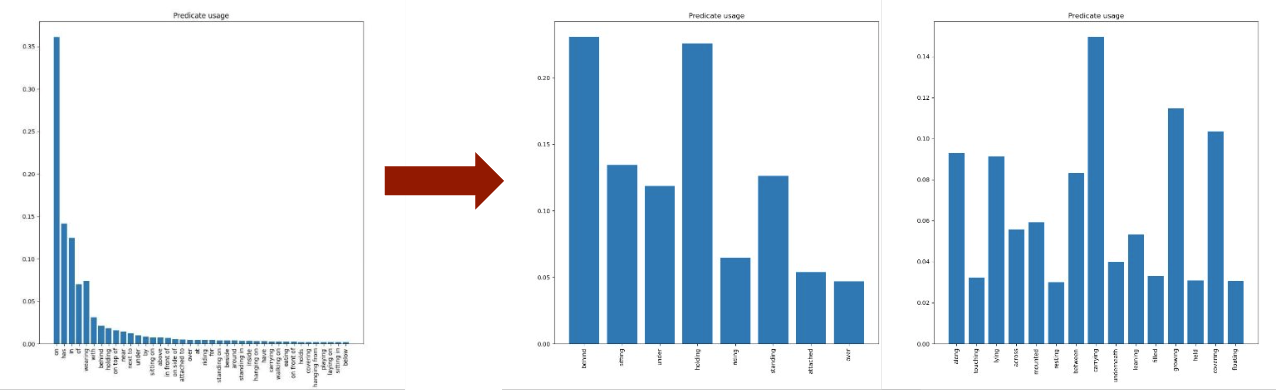 Predicate usage
0.35
0.30
0.25
0.20
0.15
0.10
0.05
0.00
on
has
in
of
wearing
with
behind
holding
on top of
near
next to
under
by
sitting on
above
in front of
on side of
attached to
over
at
riding
for
standing on
beside
around
standing in
inside
hanging on
have
carrying
walking on
eating
on front of
holds
covering
hanging from
playing
laying on
sitting in
below
Predicate usage
0.20
0.15
0.10
0.05
0.00
behind
sitting
under
holding
standing
attached
over
Predicate usage
0.14
0.12
0.10
0.08
0.06
0.04
0.02
0.00
along
touching
lying
across
mounted
resting
between
carrying
underneath
leaning
growing
held
covering
floating